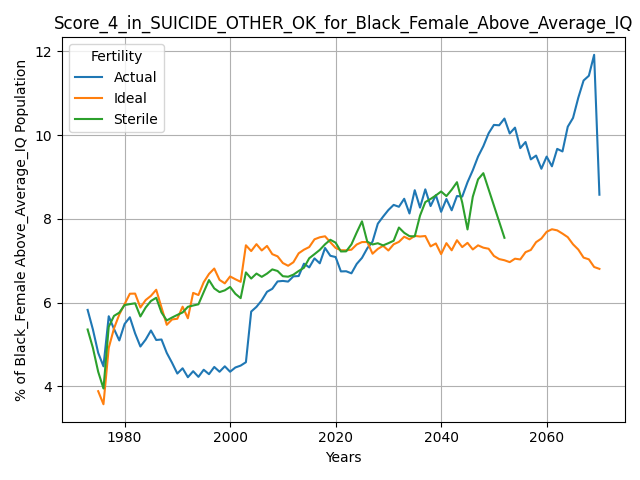 Score_4_in_SUICIDE_OTHER_OK_for_Black_Female_Above_Average_IQ
% of Black_Female Above_Average_IQ Population
Fertility
Actual
Ideal
Sterile
12
10
8
6
4
1980
2000
2020
2040
2060
Years